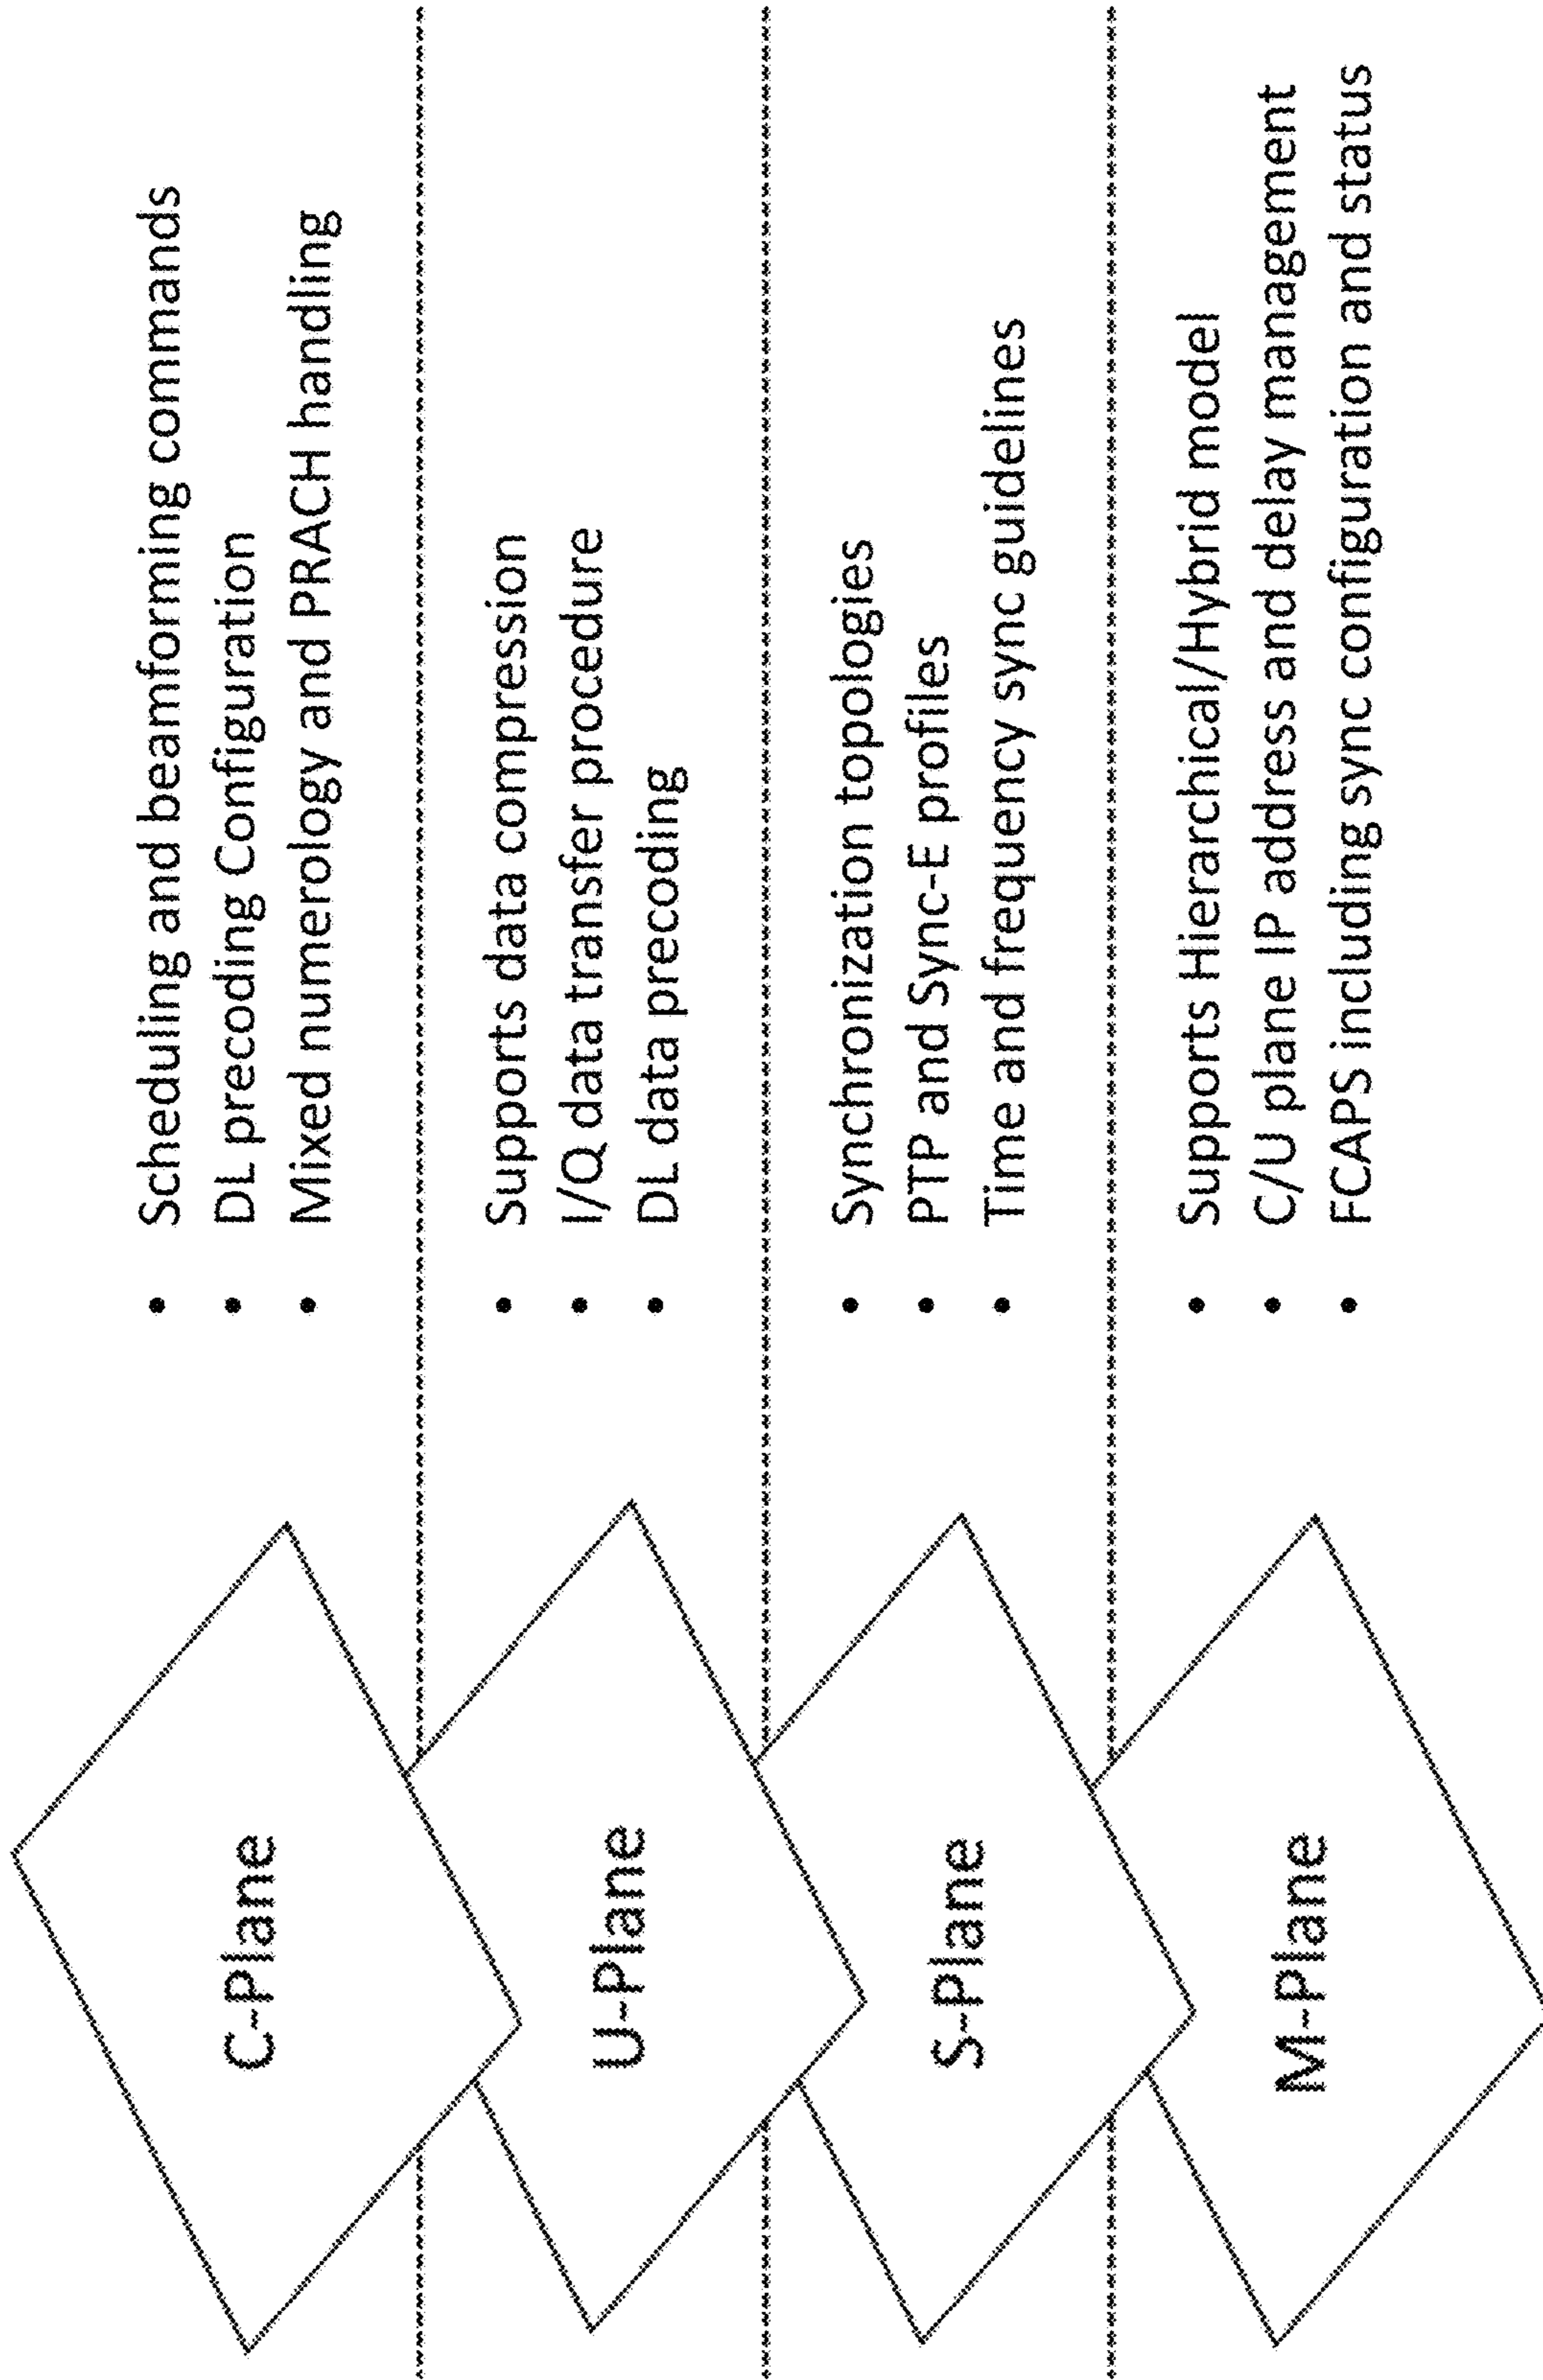 C-Plane
• Scheduling and beamforming commands
• DL precoding Configuration
• Mixed numerology and PRACH handling
U-Plane
• Supports data compression
• I/Q data transfer procedure
• DL data precoding
S-Plane
• Synchronization topologies
• PTP and Sync-E profiles
• Time and frequency sync guidelines
M-Plane
• Supports Hierarchical/Hybrid model
• C/U plane IP address and delay management
• FCAPS including sync configuration and status